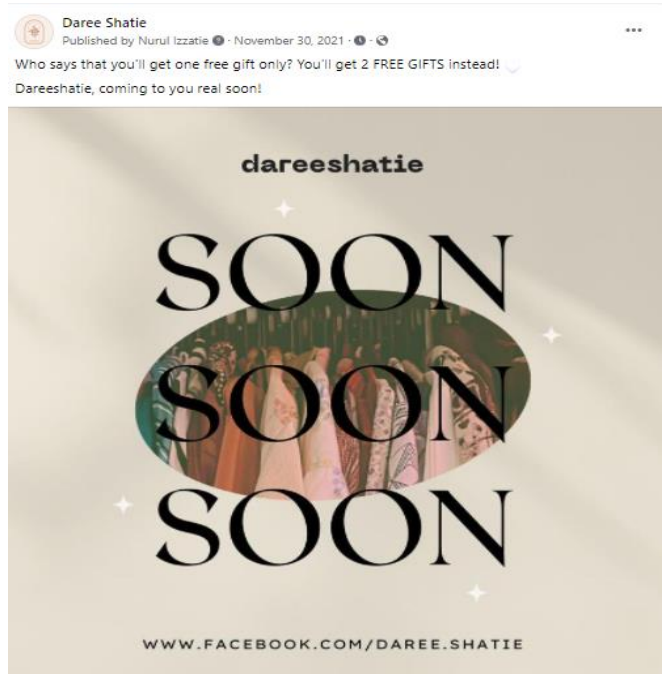 Daree Shatie
Published by Nurul Izzatie · November 30, 2021 ·
Who says that you'll get one free gift only? You'll get 2 FREE GIFTS instead!
Dareeshatie, coming to you real soon!
dareeshatie
SOON
SOON
SOON
WWW.FACEBOOK.COM/DAREE.SHATIE